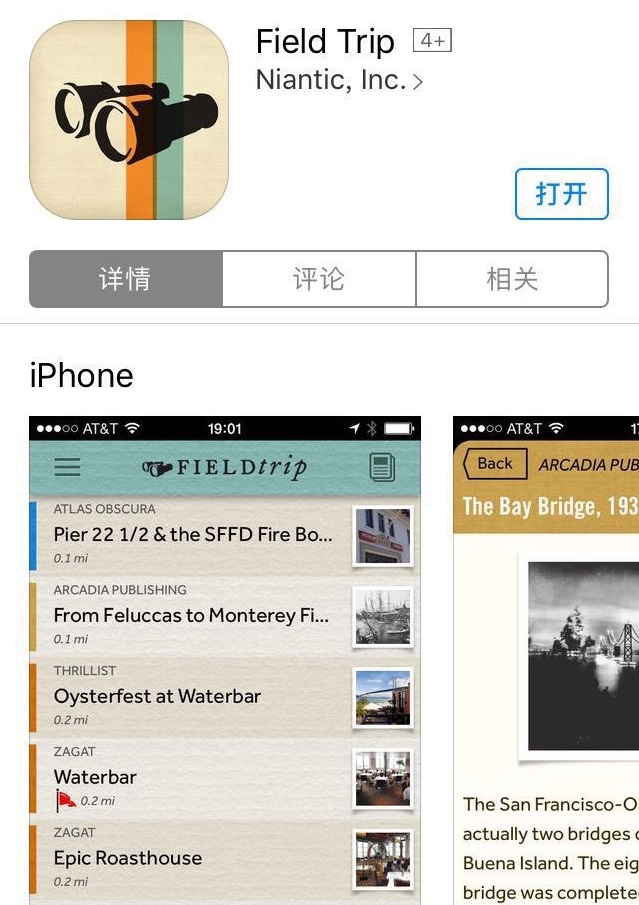 Field Trip 4+
Niantic, Inc.
打开
详情 评论 相关
iPhone
AT&T 19:01
FIELDtrip
ATLAS OBSCURA
Pier 22 1/2 & the SFFD Fire Bo...
0.1 mi
ARCADIA PUBLISHING
From Feluccas to Monterey Fi...
0.1 mi
THRILLIST
Oysterfest at Waterbar
0.2 mi
ZAGAT
Waterbar
0.2 mi
ZAGAT
Epic Roasthouse
0.2 mi
AT&T 1
Back ARCADIA PUB
The Bay Bridge, 193
The San Francisco-O
actually two bridges
Buena Island. The eig
bridge was complete